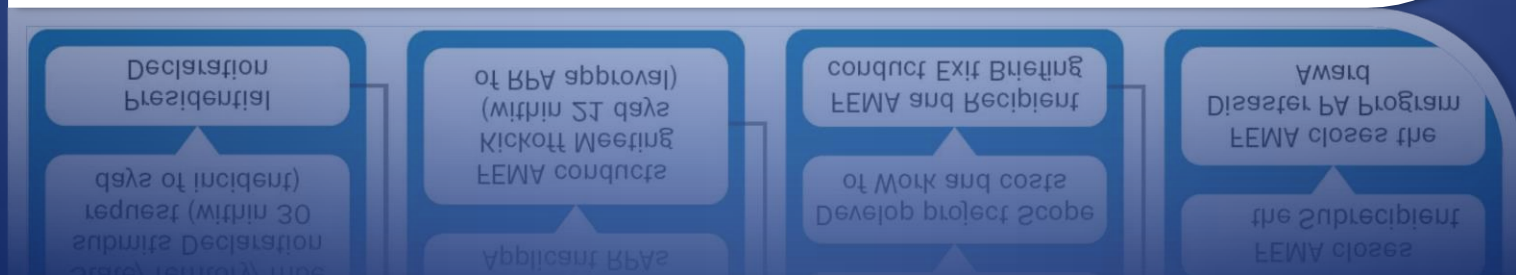 submits Declaration
request (within 30
days of incident)
Presidential
Declaration
Applicant RPAs
FEMA conducts
Kickoff Meeting
(within 21 days
of RPA approval)
Develop project Scope
of Work and costs
FEMA and Recipient
conduct Exit Briefing
FEMA closes
the Subrecipient
FEMA closes the
Disaster PA Program
Award